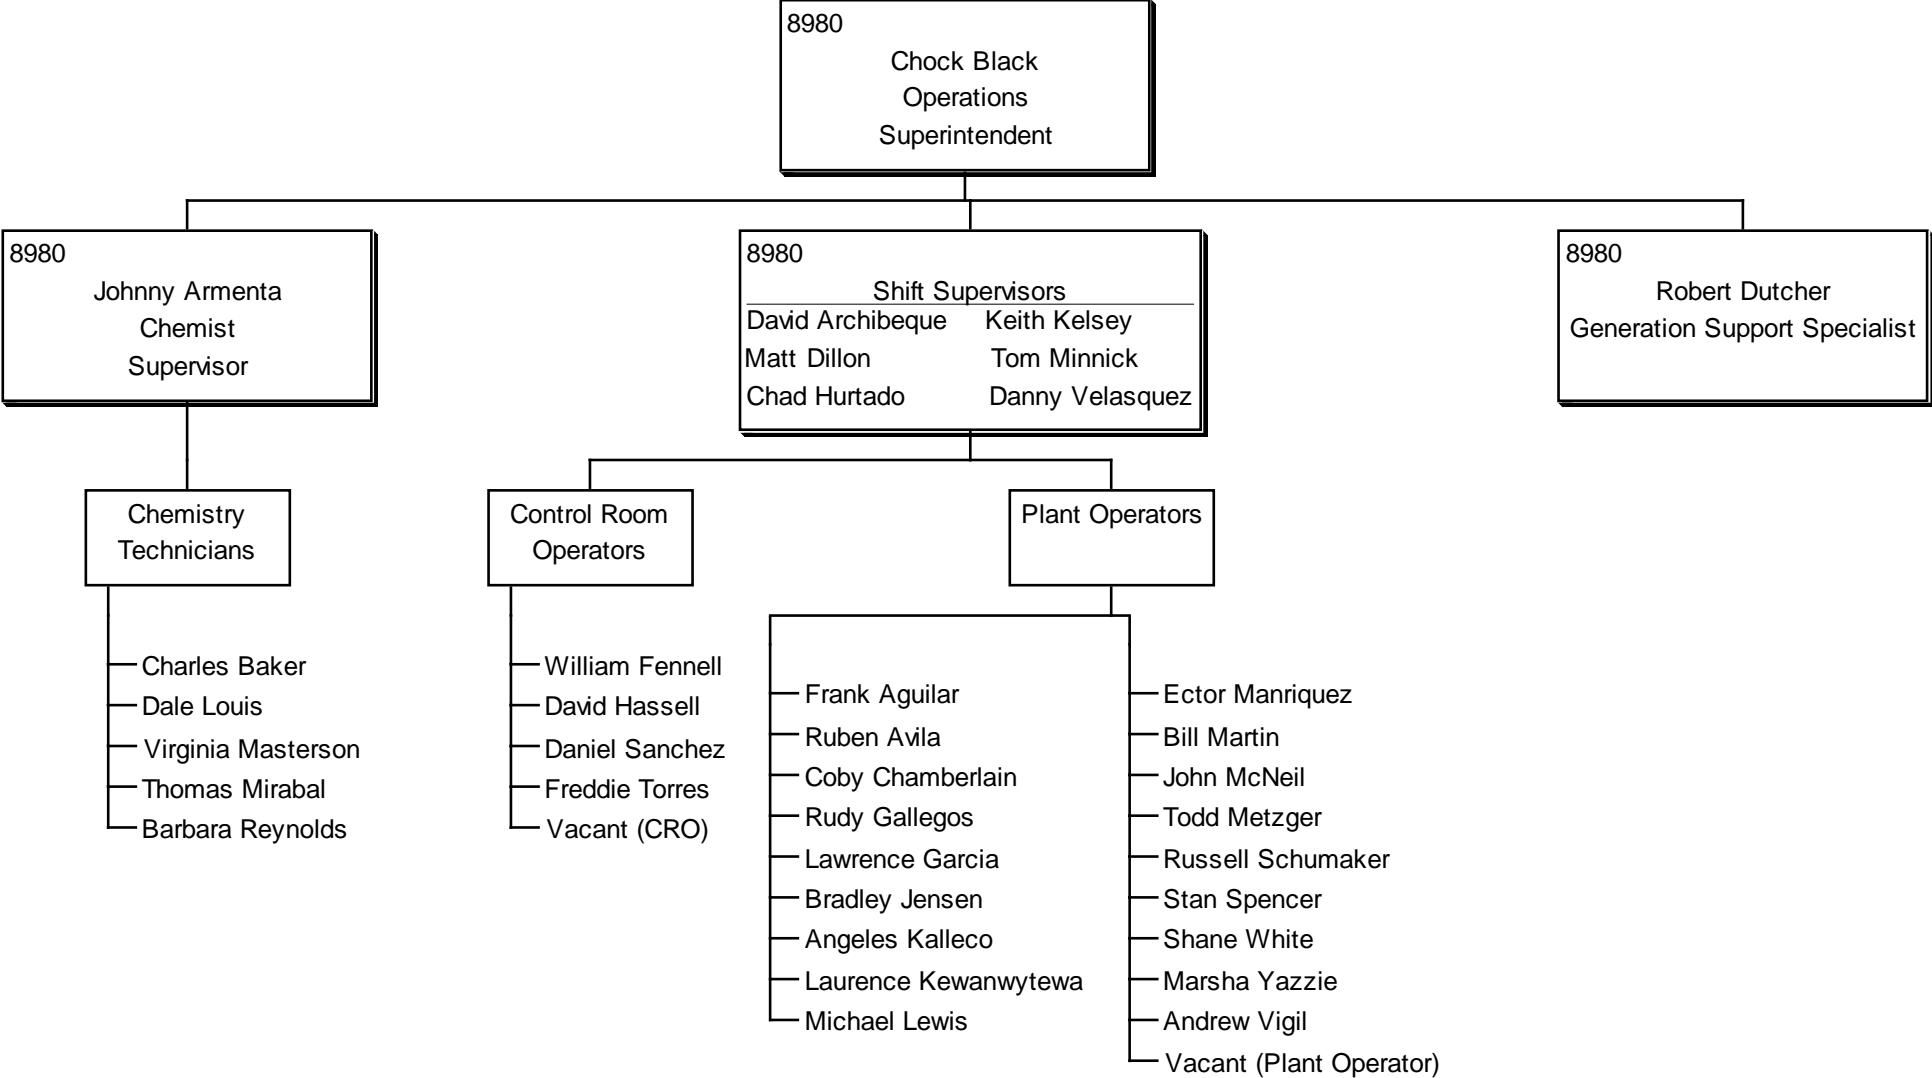 8980
Chock Black
Operations
Superintendent
8980
Johnny Armenta
Chemist
Supervisor
8980
Shift Supervisors
David Archibeque Keith Kelsey
Matt Dillon Tom Minnick
Chad Hurtado Danny Velasquez
8980
Robert Dutcher
Generation Support Specialist
Chemistry
Technicians
Charles Baker
Dale Louis
Virginia Masterson
Thomas Mirabal
Barbara Reynolds
Control Room
Operators
William Fennell
David Hassell
Daniel Sanchez
Freddie Torres
Vacant (CRO)
Plant Operators
Frank Aguilar
Ruben Avila
Coby Chamberlain
Rudy Gallegos
Lawrence Garcia
Bradley Jensen
Angeles Kalleco
Laurence Kewanwytewa
Michael Lewis
Ector Manriquez
Bill Martin
John McNeil
Todd Metzger
Russell Schumaker
Stan Spencer
Shane White
Marsha Yazzie
Andrew Vigil
Vacant (Plant Operator)